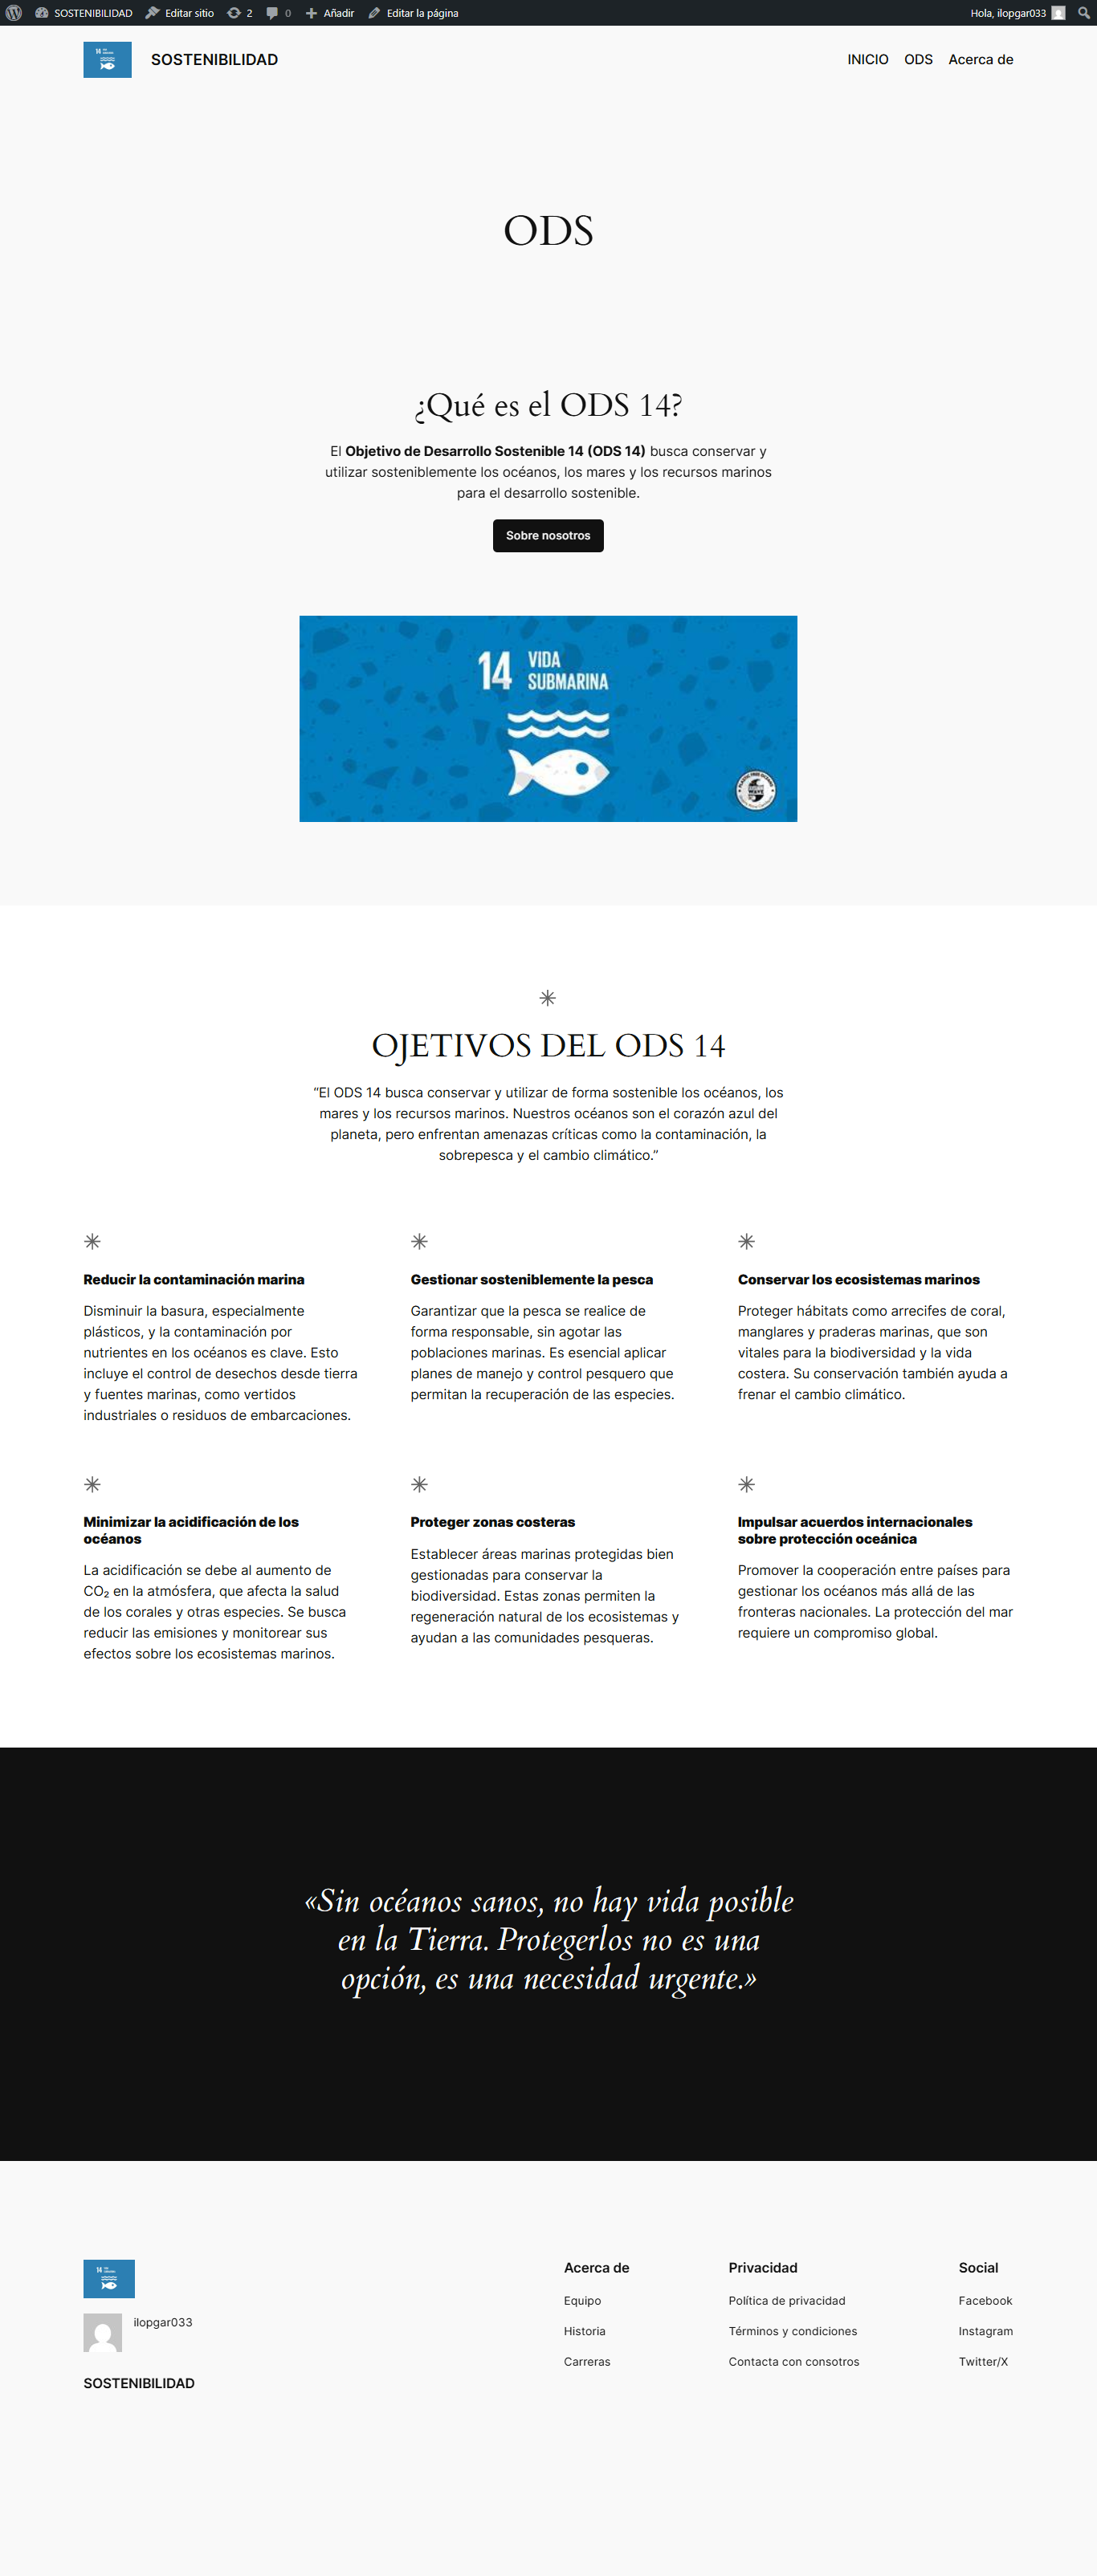 SOSTENIBILIDAD Editar sitio 2 0 Añadir Editar la página Hola, ilopgar033
SOSTENIBILIDAD INICIO ODS Acerca de
ODS
¿Qué es el ODS 14?
El Objetivo de Desarrollo Sostenible 14 (ODS 14) busca conservar y
utilizar sosteniblemente los océanos, los mares y los recursos marinos
para el desarrollo sostenible.
Sobre nosotros
14 VIDA
SUBMARINA
OJETIVOS DEL ODS 14
“El ODS 14 busca conservar y utilizar de forma sostenible los océanos, los
mares y los recursos marinos. Nuestros océanos son el corazón azul del
planeta, pero enfrentan amenazas críticas como la contaminación, la
sobrepesca y el cambio climático.”
Reducir la contaminación marina
Disminuir la basura, especialmente
plásticos, y la contaminación por
nutrientes en los océanos es clave. Esto
incluye el control de desechos desde tierra
y fuentes marinas, como vertidos
industriales o residuos de embarcaciones.
Gestionar sosteniblemente la pesca
Garantizar que la pesca se realice de
forma responsable, sin agotar las
poblaciones marinas. Es esencial aplicar
planes de manejo y control pesquero que
permitan la recuperación de las especies.
Conservar los ecosistemas marinos
Proteger hábitats como arrecifes de coral,
manglares y praderas marinas, que son
vitales para la biodiversidad y la vida
costera. Su conservación también ayuda a
frenar el cambio climático.
Minimizar la acidificación de los
océanos
La acidificación se debe al aumento de
CO₂ en la atmósfera, que afecta la salud
de los corales y otras especies. Se busca
reducir las emisiones y monitorear sus
efectos sobre los ecosistemas marinos.
Proteger zonas costeras
Establecer áreas marinas protegidas bien
gestionadas para conservar la
biodiversidad. Estas zonas permiten la
regeneración natural de los ecosistemas y
ayudan a las comunidades pesqueras.
Impulsar acuerdos internacionales
sobre protección oceánica
Promover la cooperación entre países para
gestionar los océanos más allá de las
fronteras nacionales. La protección del mar
requiere un compromiso global.
«Sin océanos sanos, no hay vida posible
en la Tierra. Protegerlos no es una
opción, es una necesidad urgente.»
ilopgar033
SOSTENIBILIDAD
Acerca de
Equipo
Historia
Carreras
Privacidad
Política de privacidad
Términos y condiciones
Contacta con consotros
Social
Facebook
Instagram
Twitter/X